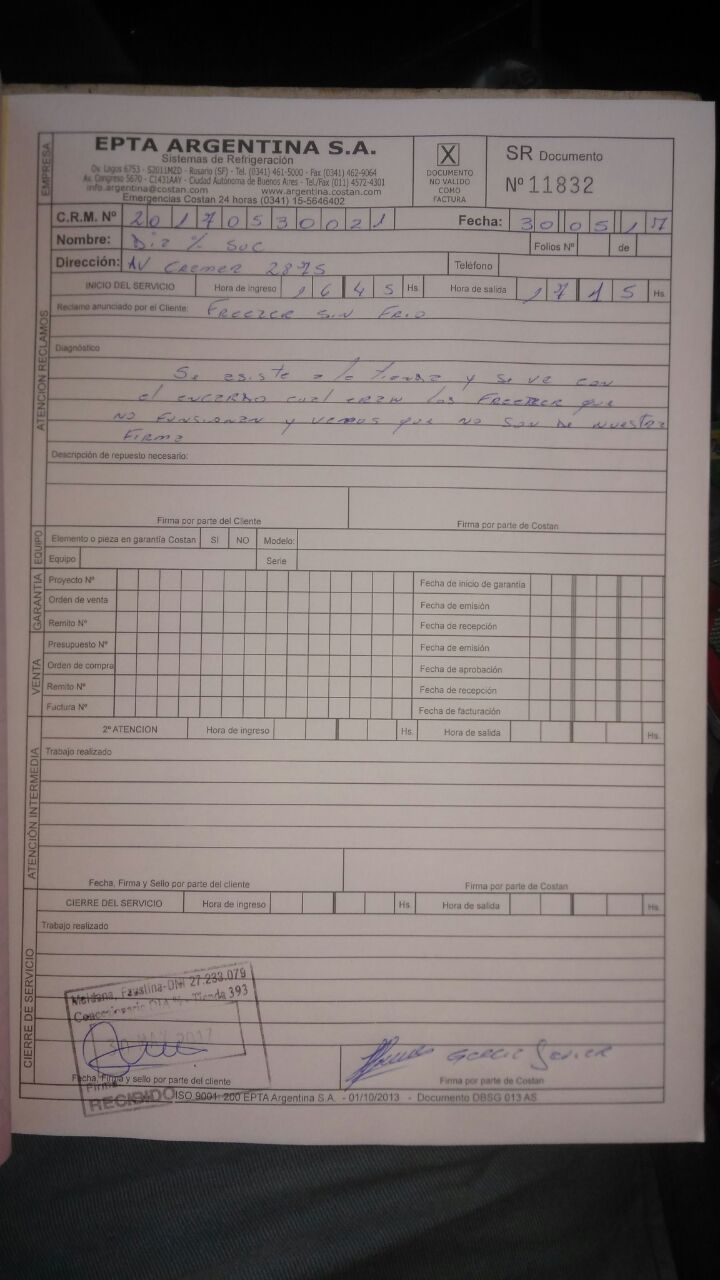 EMPRESA
EPTA ARGENTINA S.A.
Sistemas de Refrigeración
Ov. Lagos 6753 - S2011MZD - Rosario (SF) - Tel. (0341) 461-5000 - Fax (0341) 462-9064
Av. Congreso 5670 - C1431AAY - Ciudad Autónoma de Buenos Aires - Tel./Fax (011) 4572-4301
info.argentina@costan.com www.argentina.costan.com
Emergencias Costan 24 horas (0341) 15-5646402
X
DOCUMENTO
NO VALIDO
COMO
FACTURA
SR Documento
Nº 11832
C.R.M. Nº 20170530021 Fecha: 30 05 17
Nombre: Dia % Suc Folios Nº de
Dirección: AV CREMER 2875 Teléfono
ATENCION RECLAMOS
INICIO DEL SERVICIO Hora de ingreso 1645 Hs. Hora de salida 1715 Hs.
Reclamo anunciado por el Cliente: FREEZER SIN FRIO
Diagnóstico
Se asiste a la tienda y se ve con
el cual eran los FREEZER que
no FUNSIONAN y vemos que no son de nuestra
FIRMA
Descripción de repuesto necesario:
Firma por parte del Cliente Firma por parte de Costan
EQUIPO
Elemento o pieza en garantía Costan SI NO Modelo:
Equipo Serie
GARANTIA
Proyecto Nº Fecha de inicio de garantía
Orden de venta Fecha de emisión
Remito Nº Fecha de recepción
VENTA
Presupuesto Nº Fecha de emisión
Orden de compra Fecha de aprobación
Remito Nº Fecha de recepción
Factura Nº Fecha de facturación
ATENCIÓN INTERMEDIA
2º ATENCION Hora de ingreso Hs. Hora de salida Hs.
Trabajo realizado
Fecha, Firma y Sello por parte del cliente Firma por parte de Costan
CIERRE DE SERVICIO
CIERRE DEL SERVICIO Hora de ingreso Hs Hora de salida Hs.
Trabajo realizado
Maldana, Faustina-DNI 27.233.079
Concesionario DIA % - Tienda 393
30 MAY 2017
Firma
RECIBIDO
Javier
Fecha, Firma y sello por parte del cliente Firma por parte de Costan
ISO 9001: 200 EPTA Argentina S.A. - 01/10/2013 - Documento DBSG 013 AS